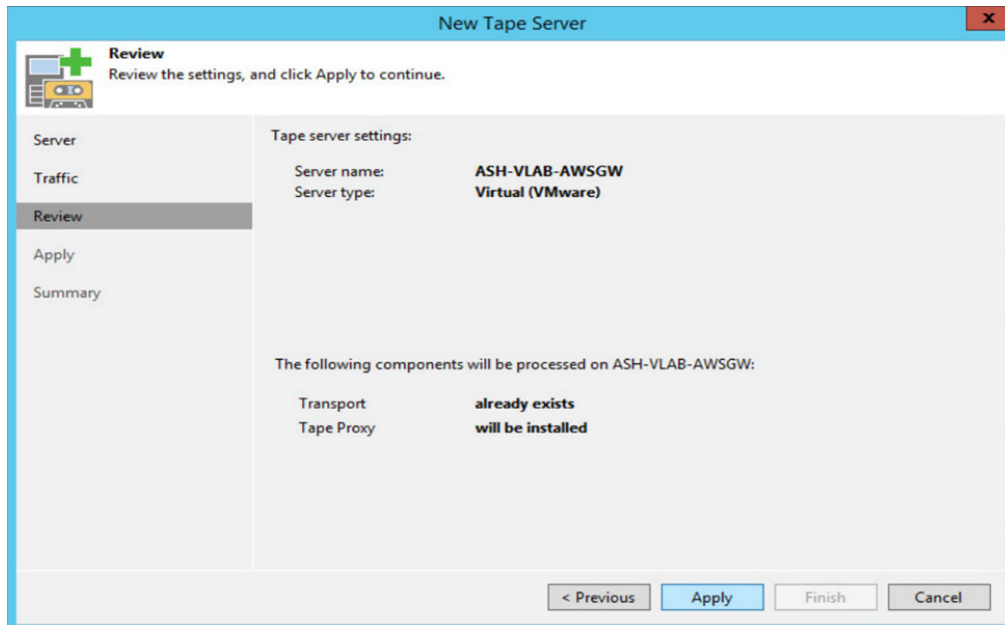 New Tape Server
x
Review
Review the settings, and click Apply to continue.
Server
Traffic
Review
Apply
Summary
Tape server settings:
Server name: ASH-VLAB-AWSGW
Server type: Virtual (VMware)
The following components will be processed on ASH-VLAB-AWSGW:
Transport already exists
Tape Proxy will be installed
< Previous Apply Finish Cancel